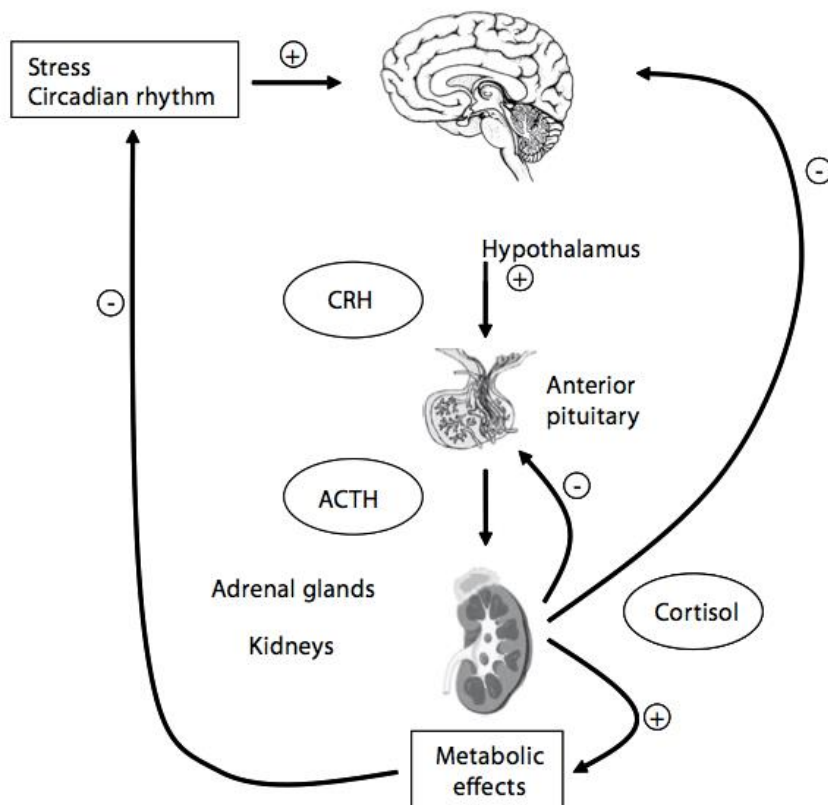 Stress
Circadian rhythm
+
-
-
Hypothalamus
+
CRH
Anterior
pituitary
-
ACTH
Adrenal glands
Cortisol
Kidneys
+
Metabolic
effects